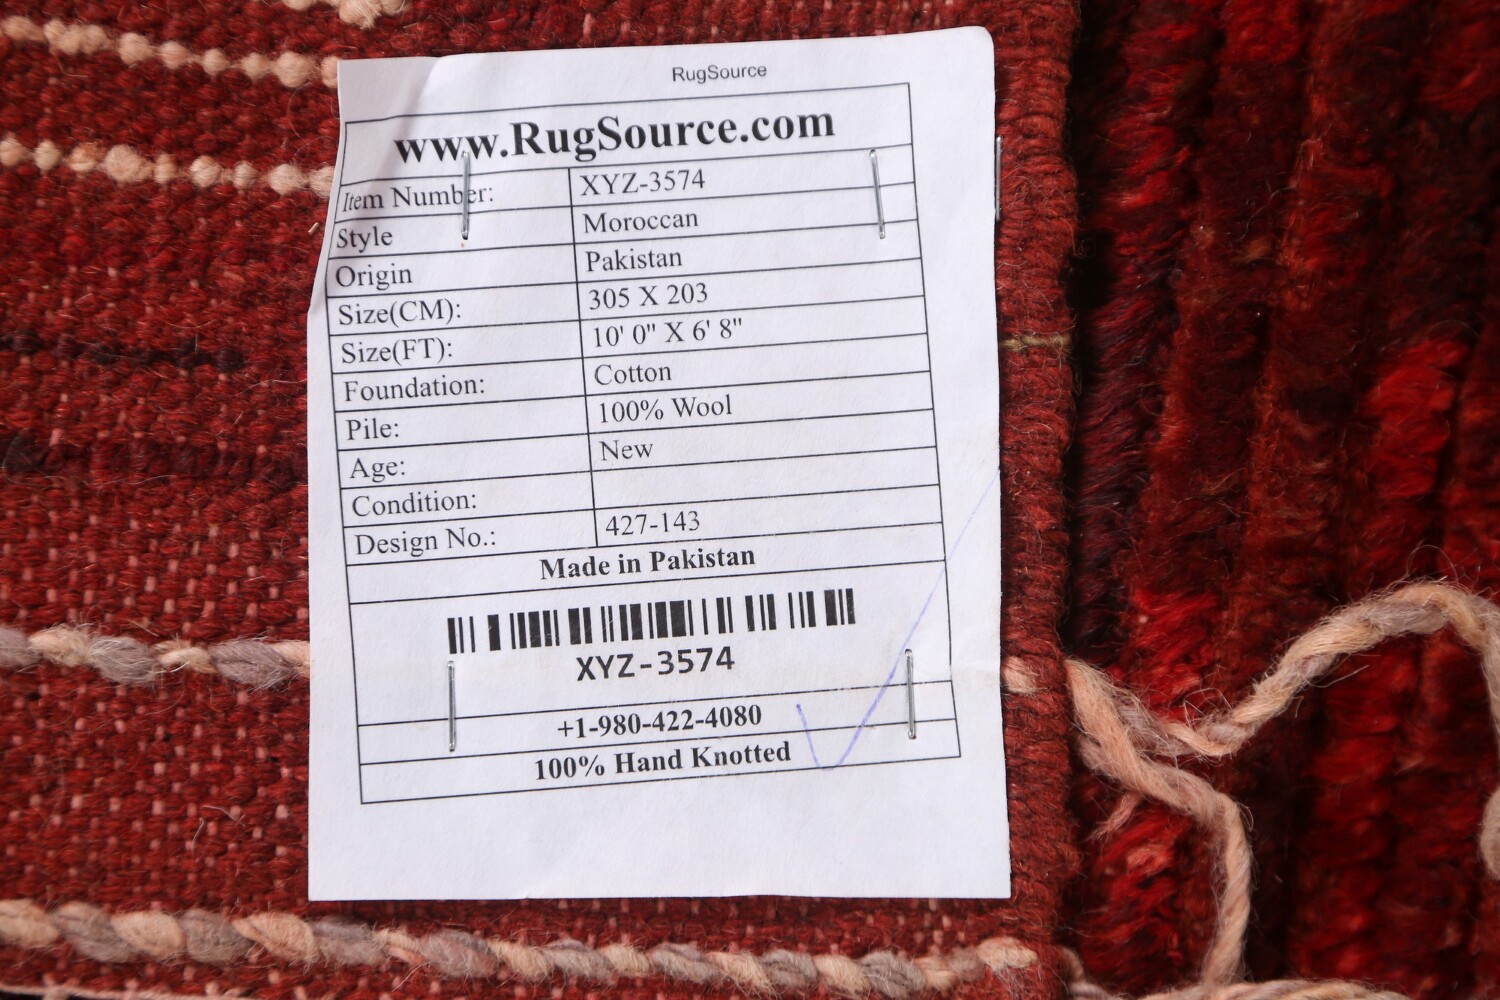 RugSource
www.RugSource.com
Item Number: XYZ-3574
Style Moroccan
Origin Pakistan
Size(CM): 305 X 203
Size(FT): 10' 0" X 6' 8"
Foundation: Cotton
Pile: 100% Wool
Age: New
Condition:
Design No.: 427-143
Made in Pakistan
XYZ-3574
+1-980-422-4080
100% Hand Knotted